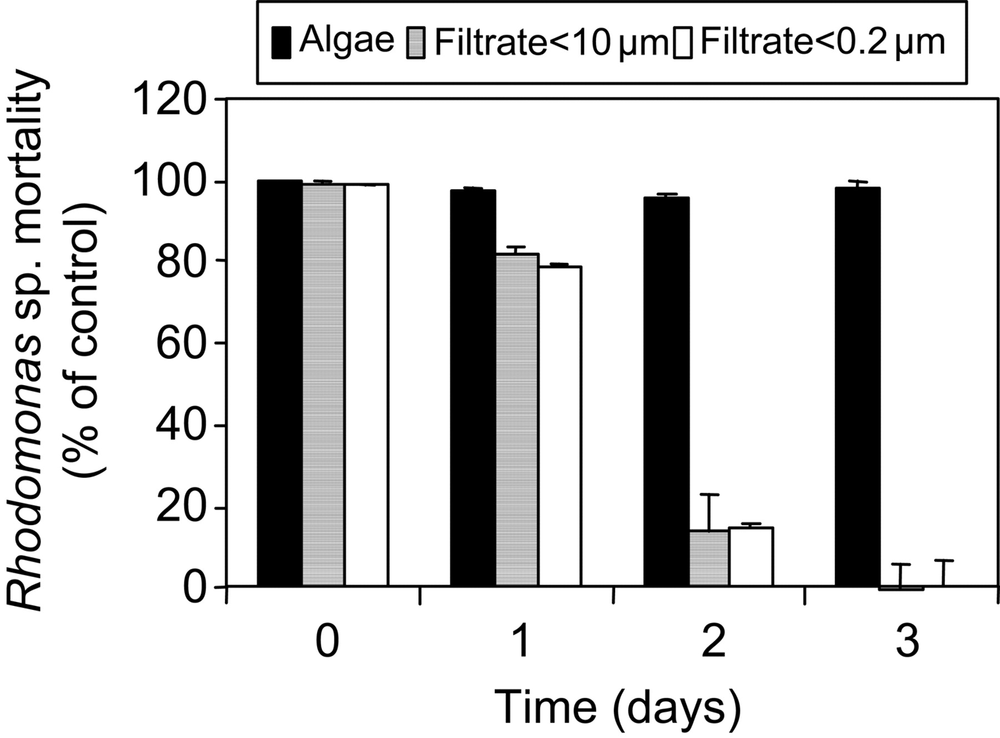 Algae Filtrate<10 µm Filtrate<0.2 µm
Rhodomonas sp. mortality
(% of control)
120
100
80
60
40
20
0
0 1 2 3
Time (days)